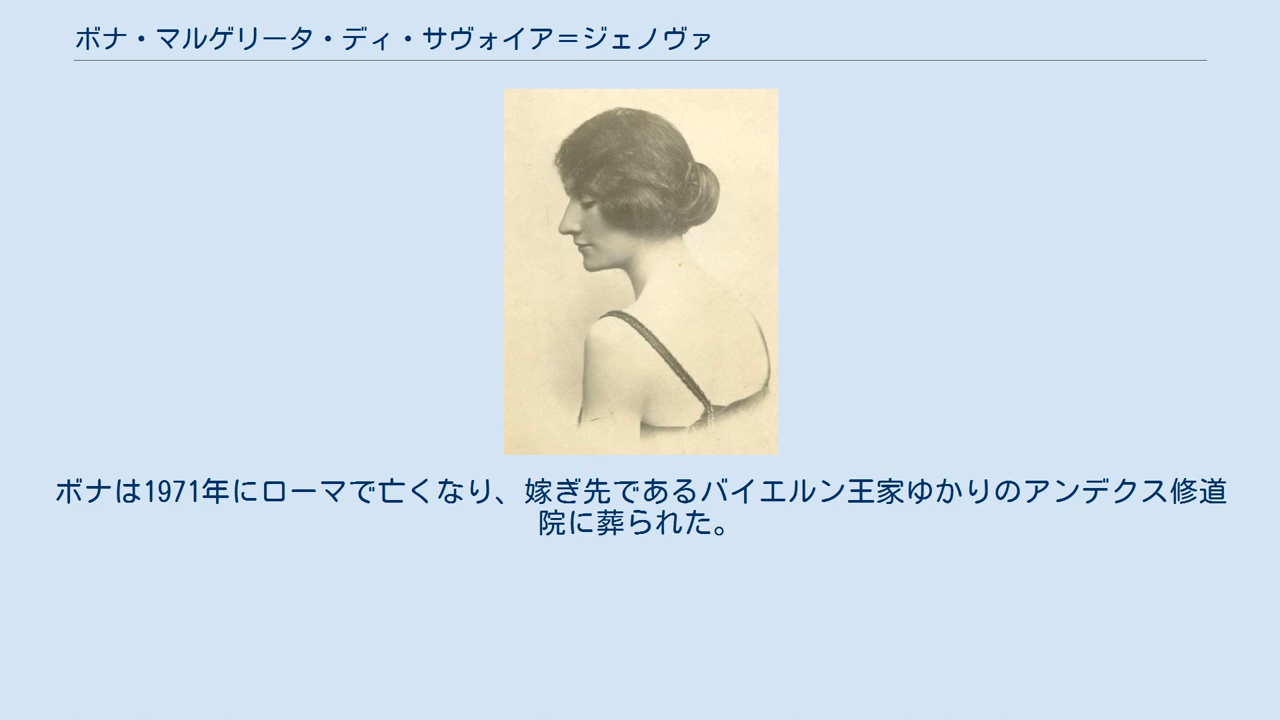 ボナ・マルゲリータ・ディ・サヴォイア＝ジェノヴァ
ボナは1971年にローマで亡くなり、嫁ぎ先であるバイエルン王家ゆかりのアンデクス修道
院に葬られた。